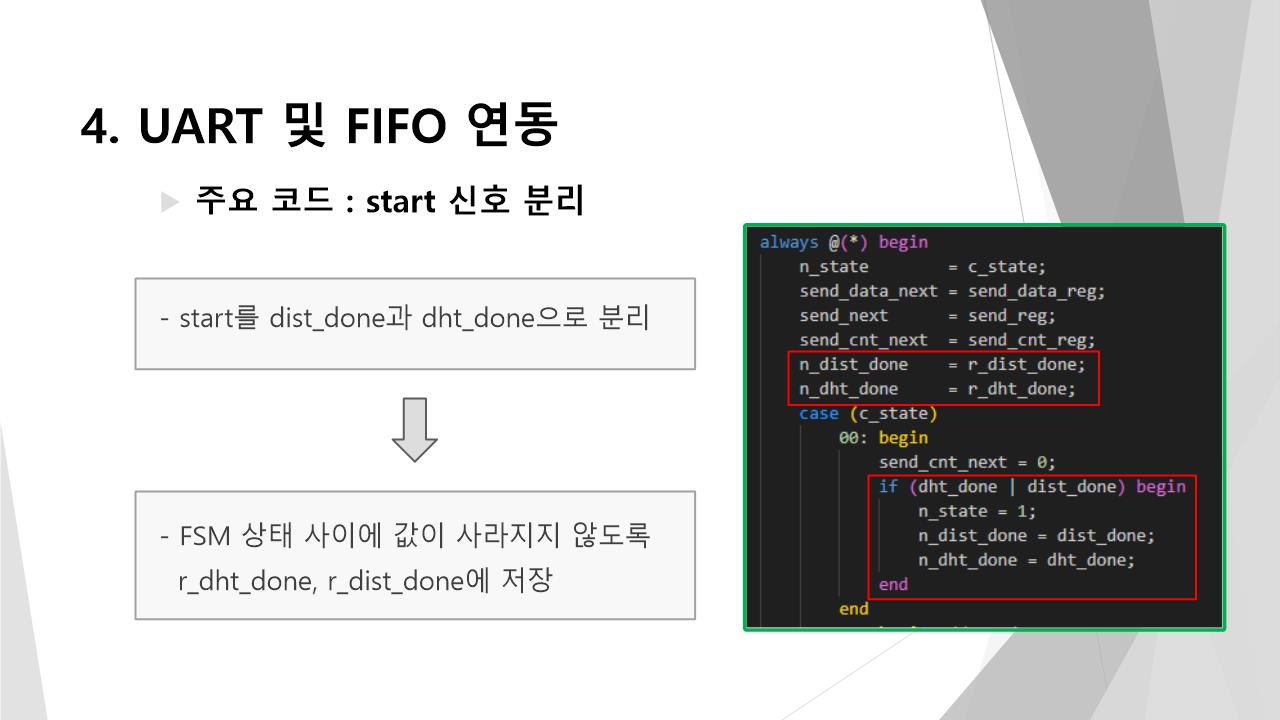 4. UART 및 FIFO 연동
주요 코드 : start 신호 분리
- start를 dist_done과 dht_done으로 분리
- FSM 상태 사이에 값이 사라지지 않도록
r_dht_done, r_dist_done에 저장
always @(*) begin
    n_state        = c_state;
    send_data_next = send_data_reg;
    send_next      = send_reg;
    send_cnt_next  = send_cnt_reg;
    n_dist_done    = r_dist_done;
    n_dht_done     = r_dht_done;
    case (c_state)
        00: begin
            send_cnt_next = 0;
            if (dht_done | dist_done) begin
                n_state = 1;
                n_dist_done = dist_done;
                n_dht_done = dht_done;
            end
        end